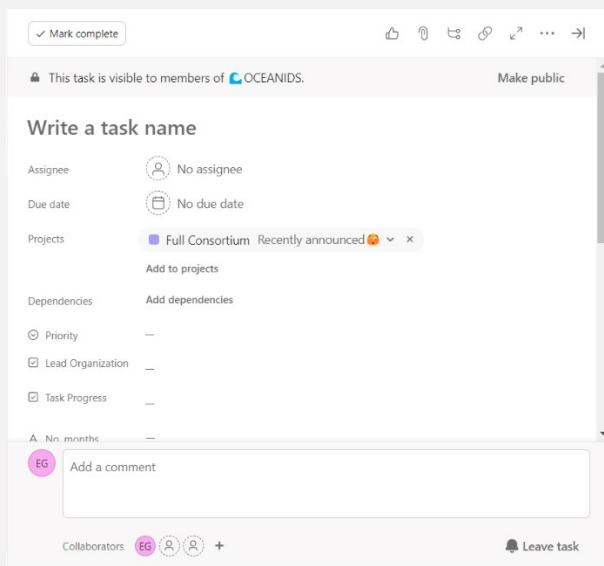 Mark complete
This task is visible to members of 🌊OCEANIDS.
Make public
Write a task name
Assignee
No assignee
Due date
No due date
Projects
Full Consortium Recently announced
Add to projects
Dependencies
Add dependencies
Priority
—
Lead Organization
—
Task Progress
—
No. months
—
EG
Add a comment
Collaborators
EG
Leave task